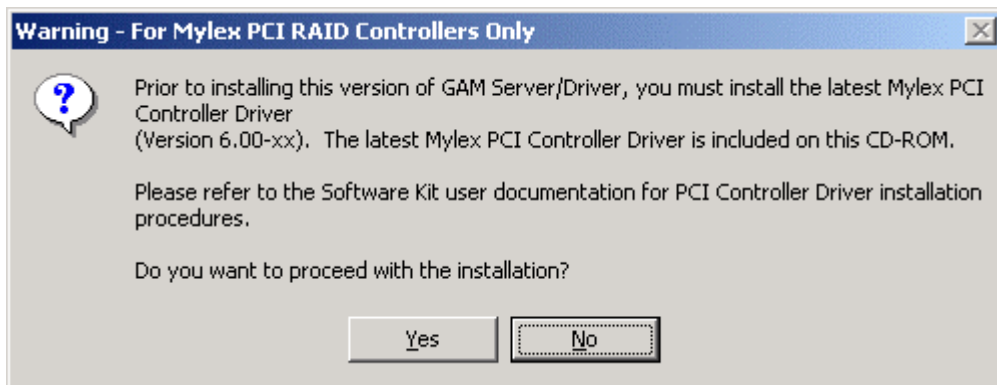 Warning - For Mylex PCI RAID Controllers Only
Prior to installing this version of GAM Server/Driver, you must install the latest Mylex PCI
Controller Driver
(Version 6.00-xx).  The latest Mylex PCI Controller Driver is included on this CD-ROM.
Please refer to the Software Kit user documentation for PCI Controller Driver installation
procedures.
Do you want to proceed with the installation?
Yes
No